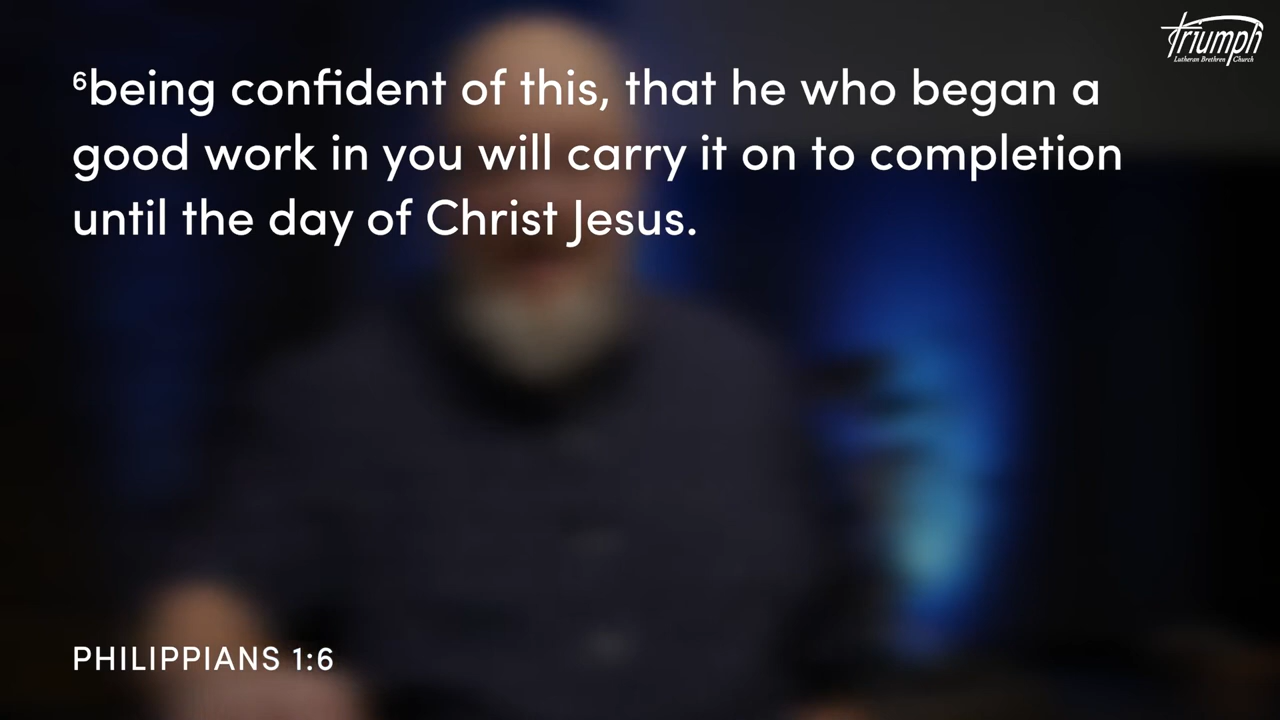 Triumph
Lutheran Brethren Church
⁶being confident of this, that he who began a
good work in you will carry it on to completion
until the day of Christ Jesus.
PHILIPPIANS 1:6